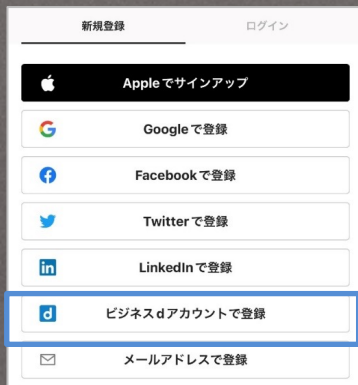 新規登録
ログイン
Appleでサインアップ
Googleで登録
Facebookで登録
Twitterで登録
LinkedInで登録
ビジネスdアカウントで登録
メールアドレスで登録